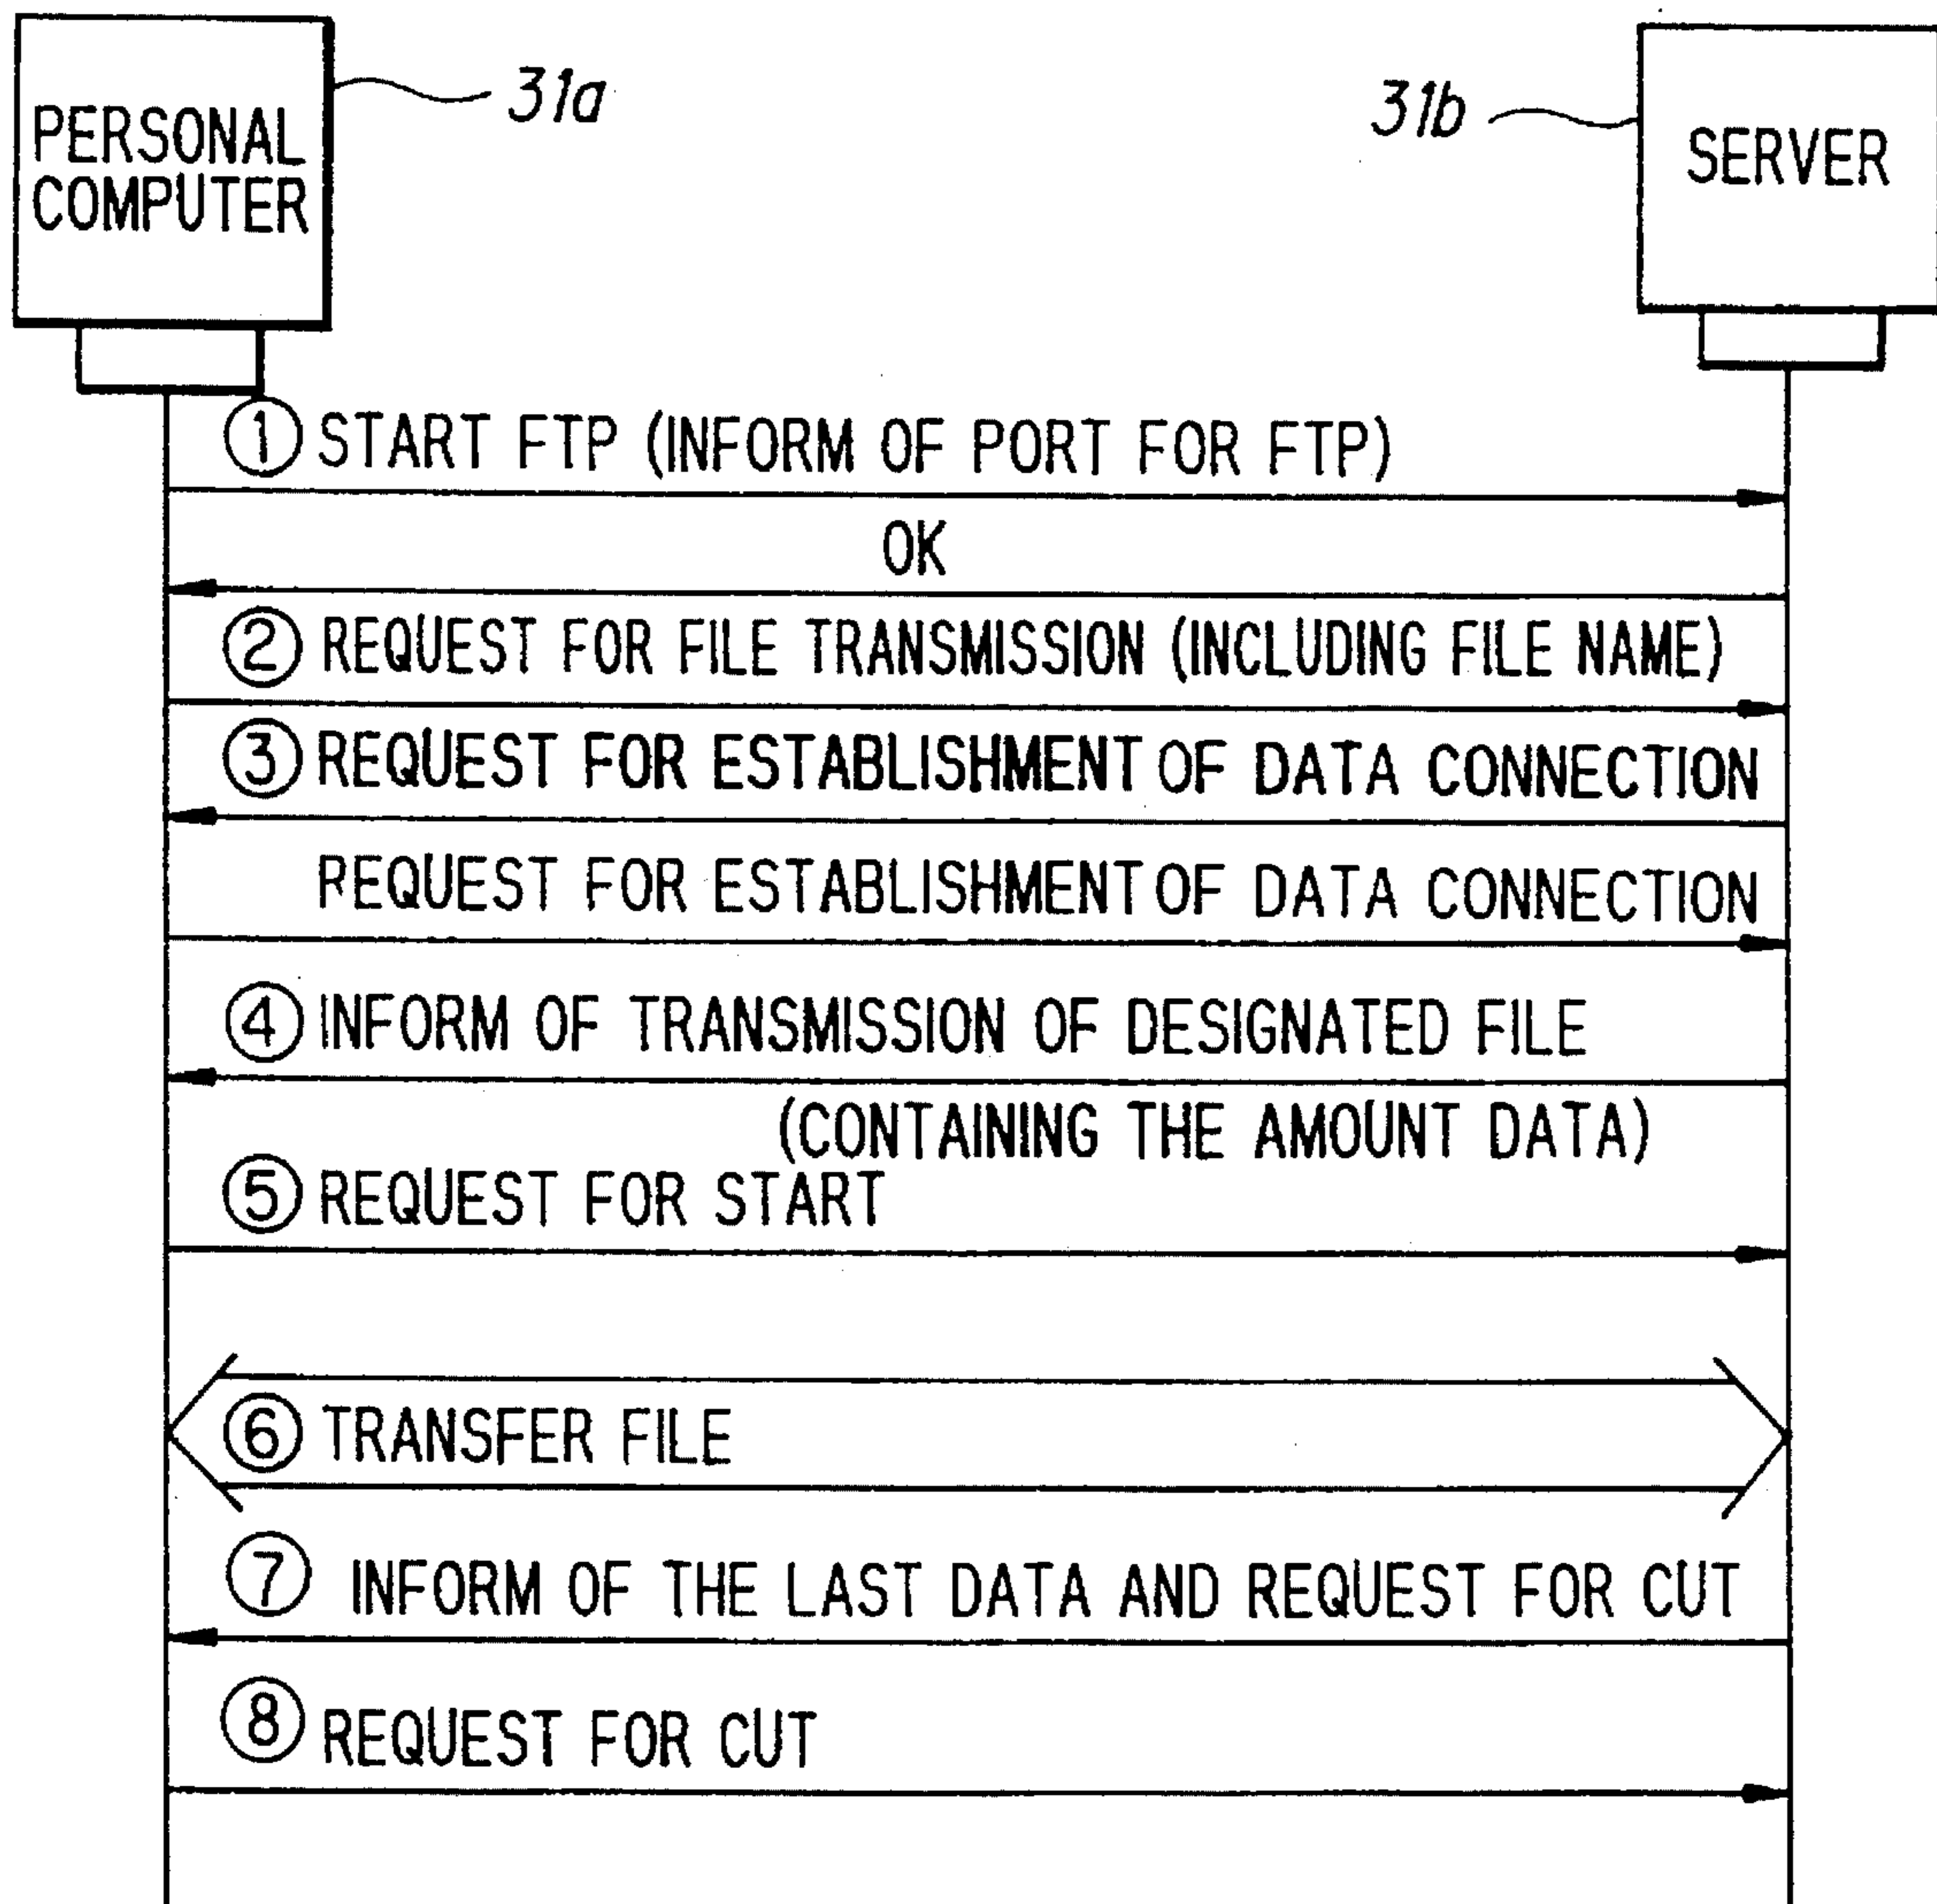 PERSONAL
COMPUTER
31a
31b
SERVER
① START FTP (INFORM OF PORT FOR FTP)
OK
② REQUEST FOR FILE TRANSMISSION (INCLUDING FILE NAME)
③ REQUEST FOR ESTABLISHMENT OF DATA CONNECTION
REQUEST FOR ESTABLISHMENT OF DATA CONNECTION
④ INFORM OF TRANSMISSION OF DESIGNATED FILE
(CONTAINING THE AMOUNT DATA)
⑤ REQUEST FOR START
⑥ TRANSFER FILE
⑦ INFORM OF THE LAST DATA AND REQUEST FOR CUT
⑧ REQUEST FOR CUT